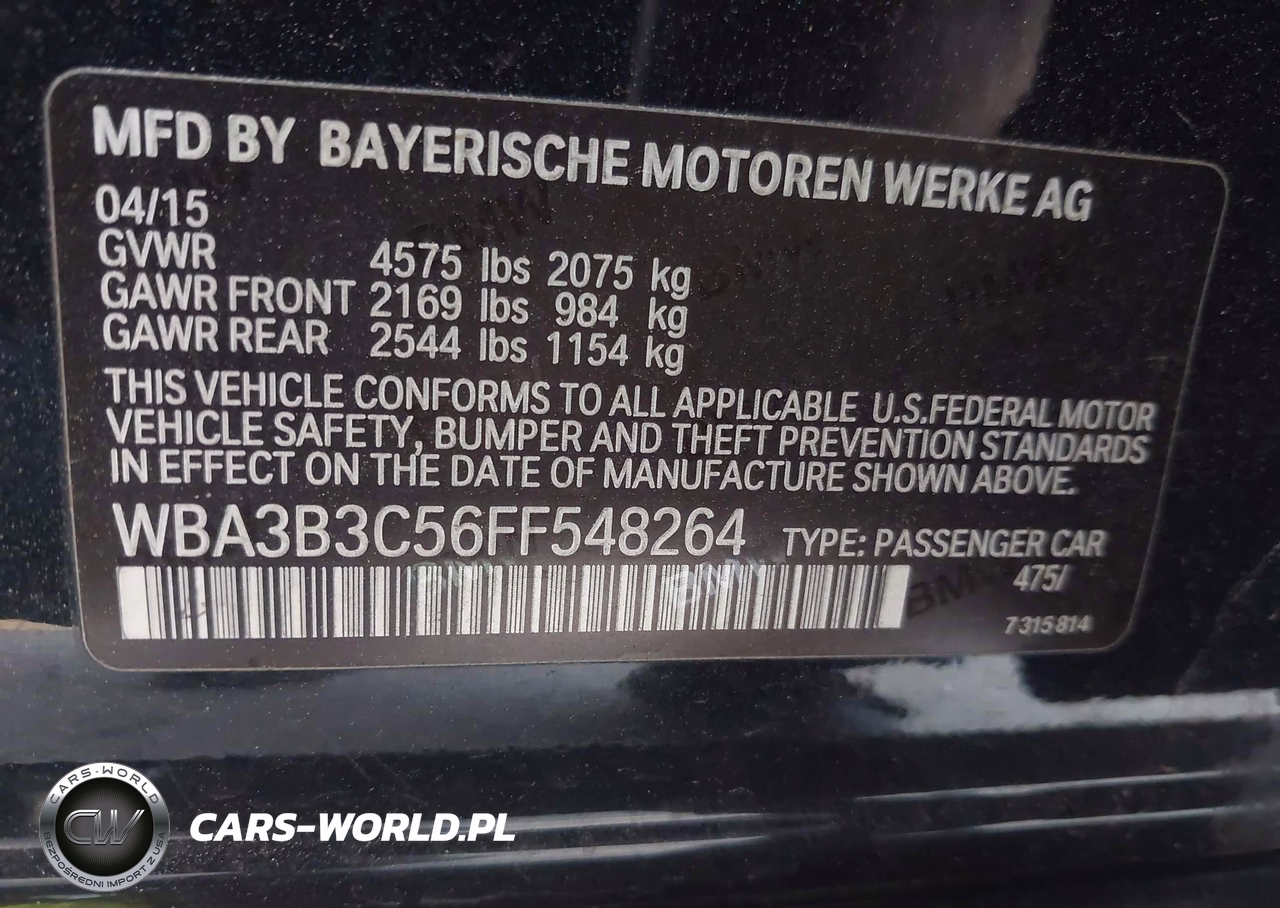 MFD BY BAYERISCHE MOTOREN WERKE AG
04/15
GVWR 4575 lbs 2075 kg
GAWR FRONT 2169 lbs 984 kg
GAWR REAR 2544 lbs 1154 kg
THIS VEHICLE CONFORMS TO ALL APPLICABLE U.S.FEDERAL MOTOR
VEHICLE SAFETY, BUMPER AND THEFT PREVENTION STANDARDS
IN EFFECT ON THE DATE OF MANUFACTURE SHOWN ABOVE.
WBA3B3C56FF548264 TYPE: PASSENGER CAR
475/
7 315 814
CARS-WORLD
CW
BEZPOŚREDNI IMPORT Z USA
CARS-WORLD.PL